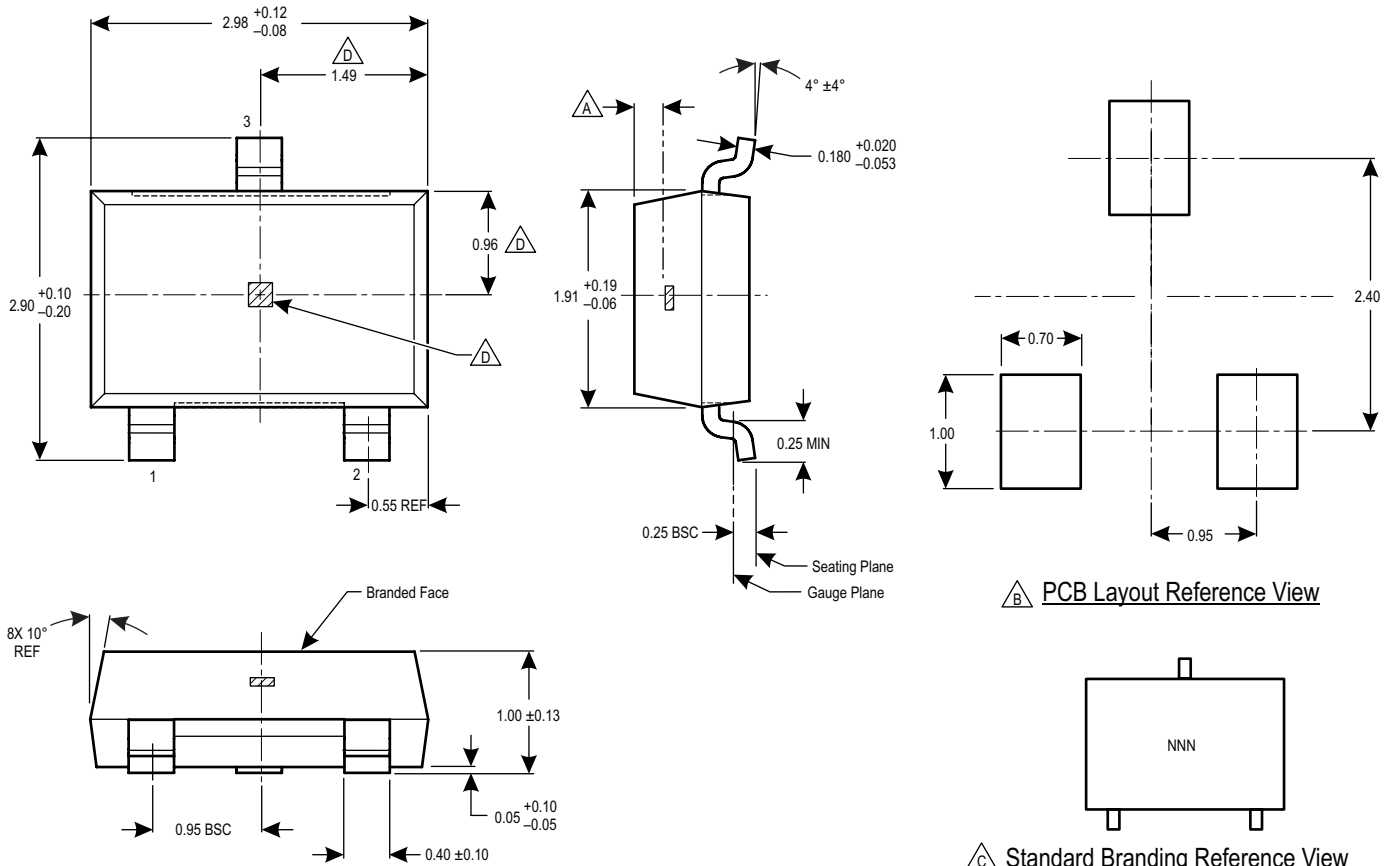 2.98 +0.12 –0.08
D
1.49
3
0.96 D
2.90 +0.10 –0.20
D
1
2
0.55 REF
A
4° ±4°
0.180 +0.020 –0.053
1.91 +0.19 –0.06
0.25 MIN
0.25 BSC
Seating Plane
Gauge Plane
2.40
0.70
1.00
0.95
B PCB Layout Reference View
Branded Face
8X 10°
REF
1.00 ±0.13
0.05 +0.10 –0.05
0.95 BSC
0.40 ±0.10
NNN
C Standard Branding Reference View